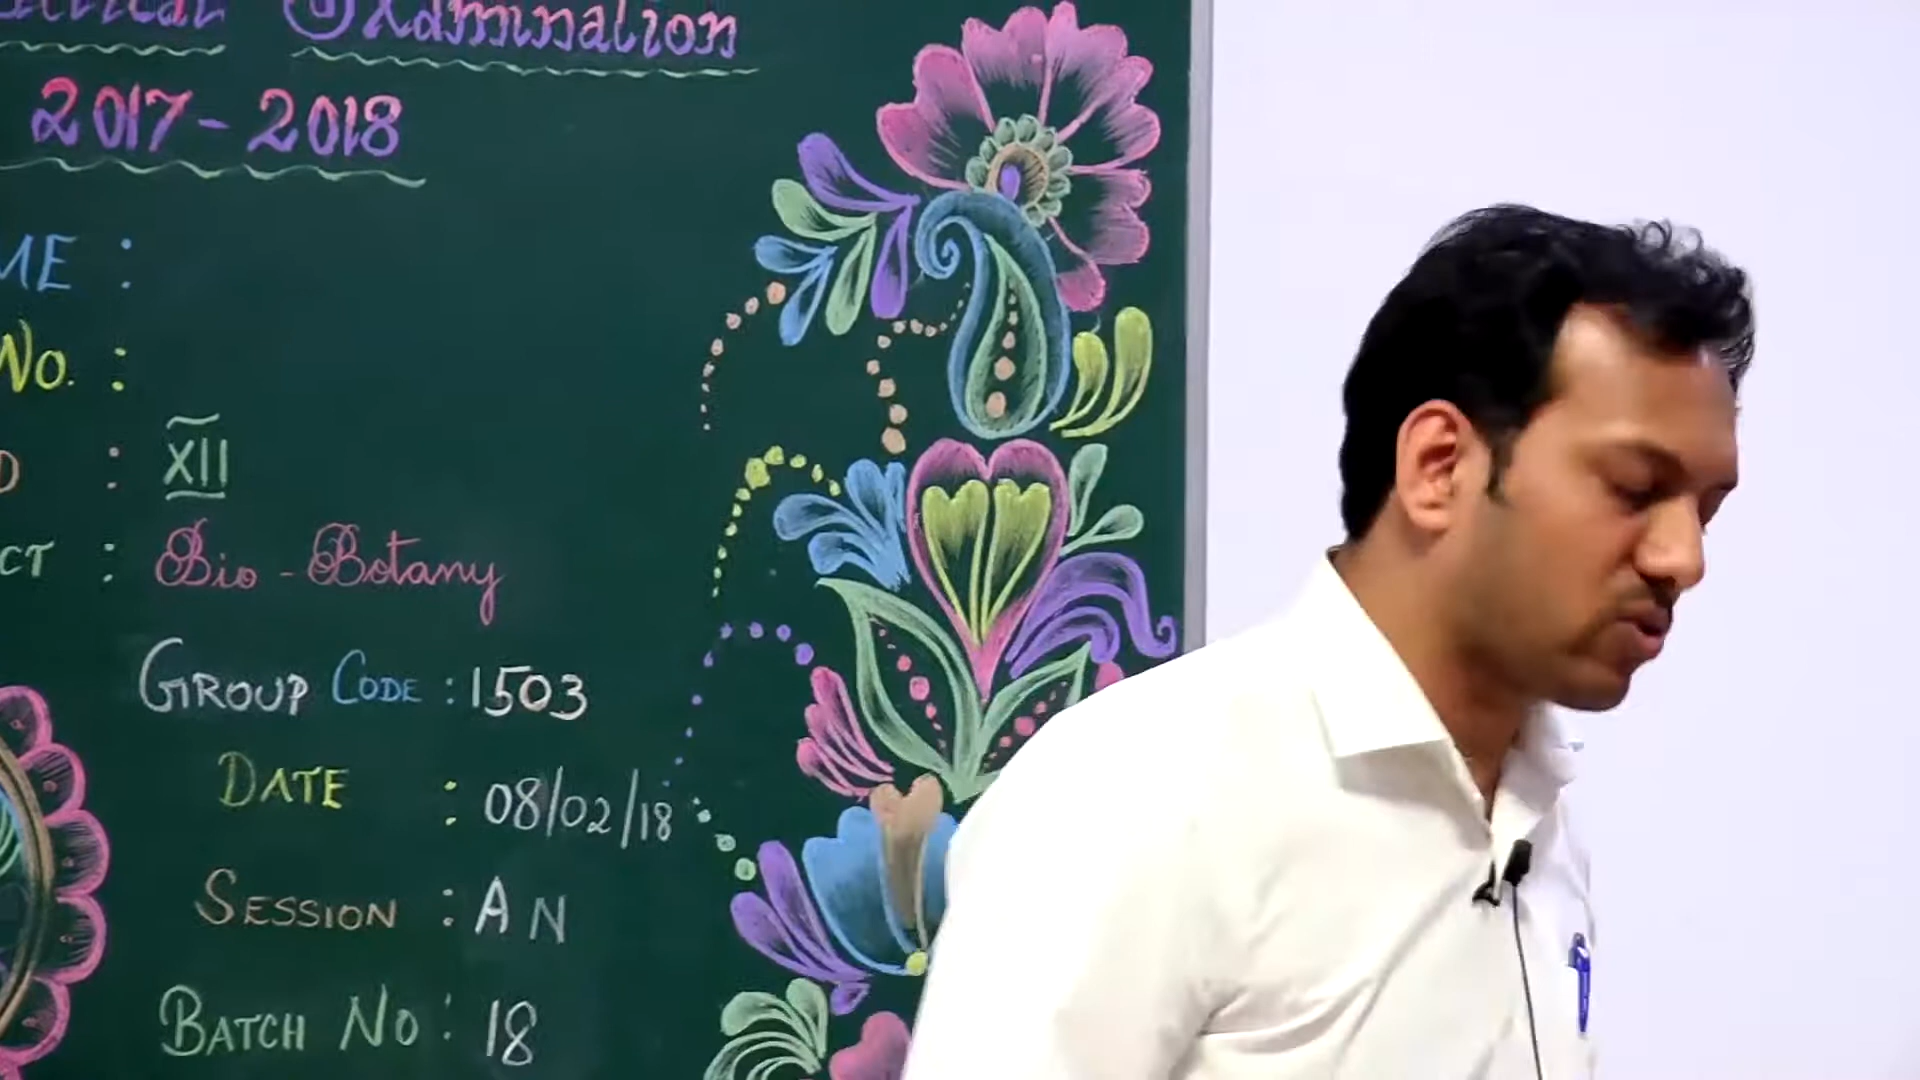 Examination
2017-2018
ME :
No. :
D : XII
CT : Bio-Botany
GROUP CODE : 1503
DATE : 08/02/18
SESSION : AN
BATCH NO : 18